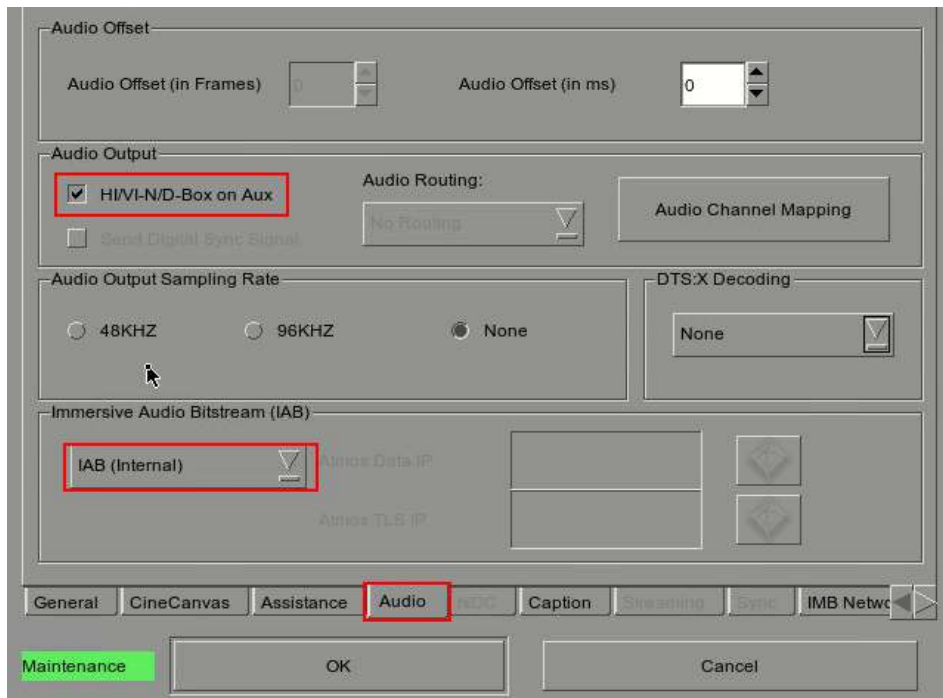 Audio Offset
Audio Offset (in Frames)
0
Audio Offset (in ms)
0
Audio Output
HI/VI-N/D-Box on Aux
Audio Routing:
No Routing
Audio Channel Mapping
Send Digital Sync Signal
Audio Output Sampling Rate
48KHZ
96KHZ
None
DTS:X Decoding
None
Immersive Audio Bitstream (IAB)
IAB (Internal)
Atmos Data IP
Atmos TLS IP
General
CineCanvas
Assistance
Audio
NDC
Caption
Streaming
Sync
IMB Netwo
Maintenance
OK
Cancel